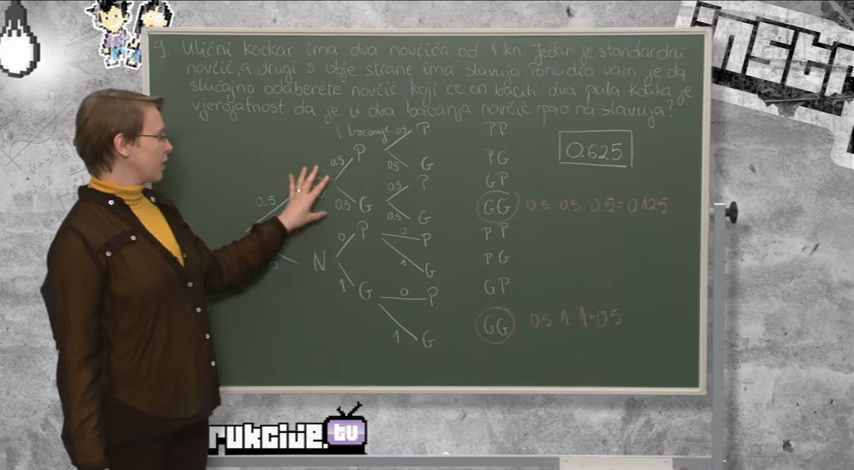 9. Ulični kockar ima dva novčića od 1 kn. Jedan je standardni
novčić, a drugi s obje strane ima slavuja. Ponudio vam je da
slučajno odaberete novčić koji će on baciti dva puta. Kolika je
vjerojatnost da je u dva bacanja novčić pao na slavuja?
1. bacanje 0.5 P PP
0.5 P 0.5 G PG 0.625
0.5 P GP
0.5 0.5 G 0.5 G GG 0.5 · 0.5 · 0.5 = 0.125
0 P 0 P PP
N 1 G PG
1 G 0 P GP
1 G GG 0.5 · 1 · 1 = 0.5
rukcije.tv